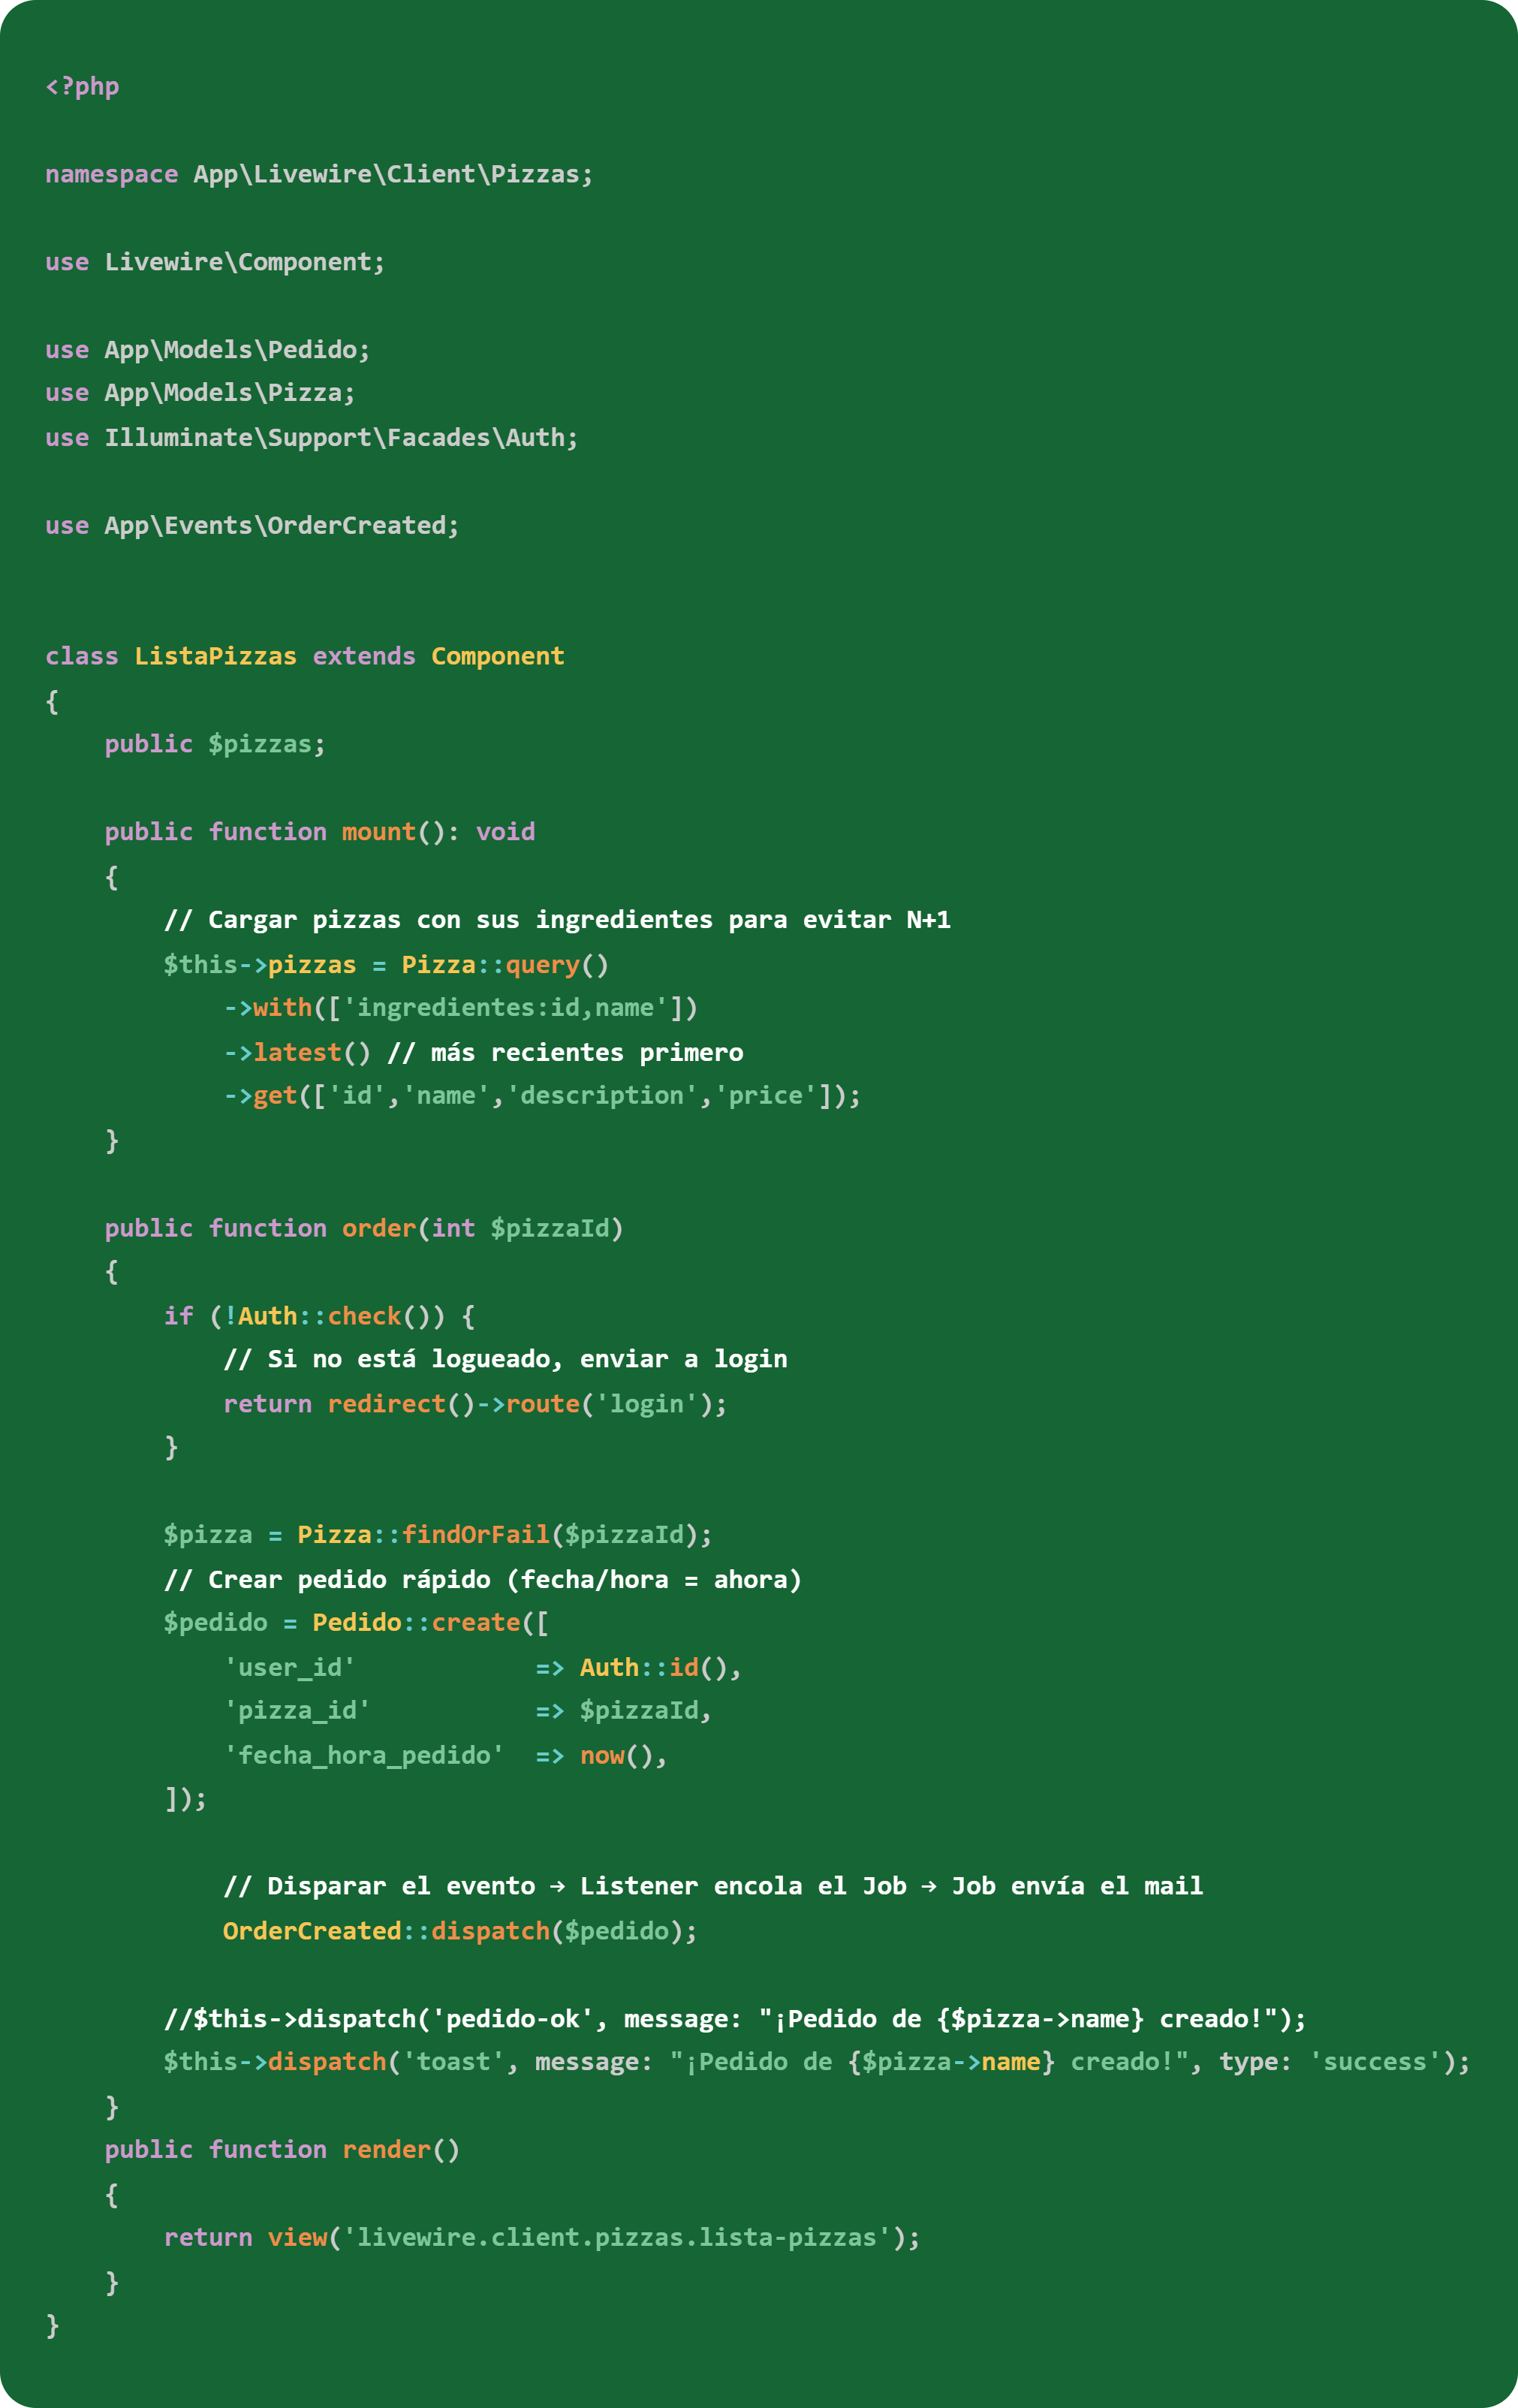 <?php

namespace App\Livewire\Client\Pizzas;

use Livewire\Component;

use App\Models\Pedido;
use App\Models\Pizza;
use Illuminate\Support\Facades\Auth;

use App\Events\OrderCreated;


class ListaPizzas extends Component
{
    public $pizzas;

    public function mount(): void
    {
        // Cargar pizzas con sus ingredientes para evitar N+1
        $this->pizzas = Pizza::query()
            ->with(['ingredientes:id,name'])
            ->latest() // más recientes primero
            ->get(['id','name','description','price']);
    }

    public function order(int $pizzaId)
    {
        if (!Auth::check()) {
            // Si no está logueado, enviar a login
            return redirect()->route('login');
        }

        $pizza = Pizza::findOrFail($pizzaId);
        // Crear pedido rápido (fecha/hora = ahora)
        $pedido = Pedido::create([
            'user_id'            => Auth::id(),
            'pizza_id'           => $pizzaId,
            'fecha_hora_pedido'  => now(),
        ]);

            // Disparar el evento → Listener encola el Job → Job envía el mail
            OrderCreated::dispatch($pedido);

        //$this->dispatch('pedido-ok', message: "¡Pedido de {$pizza->name} creado!");
        $this->dispatch('toast', message: "¡Pedido de {$pizza->name} creado!", type: 'success');
    }
    public function render()
    {
        return view('livewire.client.pizzas.lista-pizzas');
    }
}